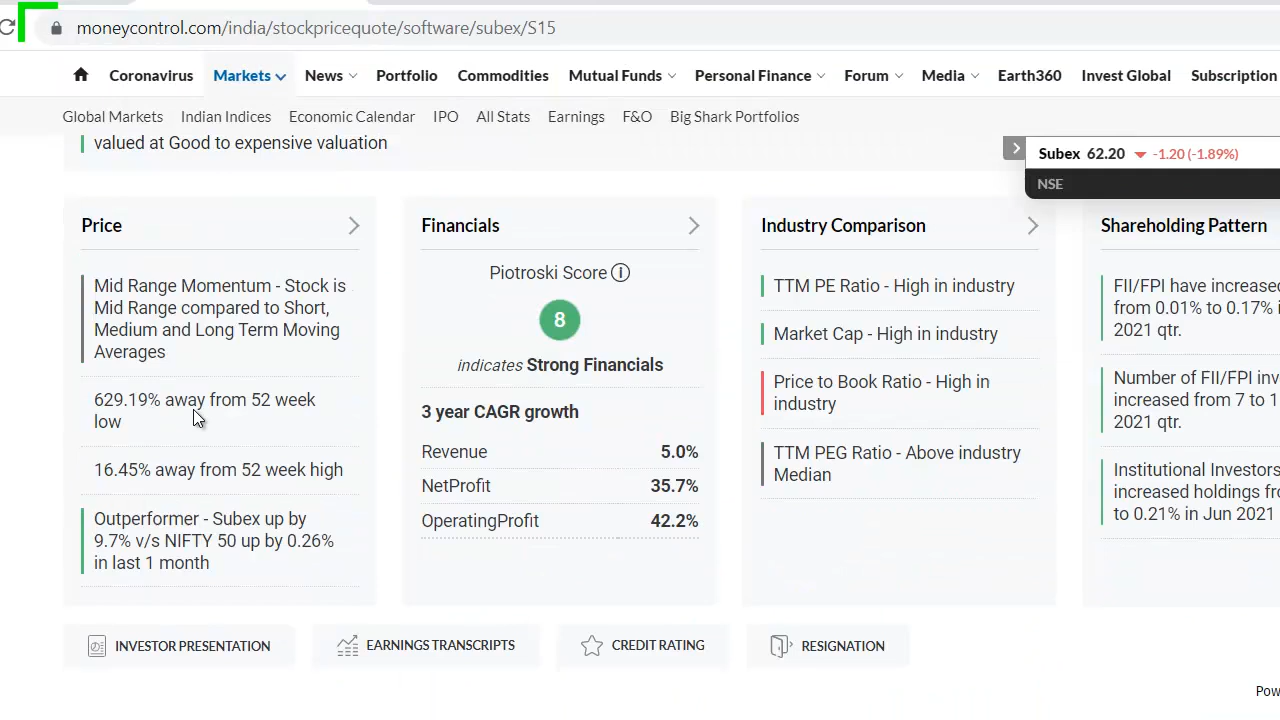 moneycontrol.com/india/stockpricequote/software/subex/S15
Coronavirus Markets News Portfolio Commodities Mutual Funds Personal Finance Forum Media Earth360 Invest Global Subscription
Global Markets Indian Indices Economic Calendar IPO All Stats Earnings F&O Big Shark Portfolios
valued at Good to expensive valuation
Subex 62.20 -1.20 (-1.89%)
NSE
Price
Mid Range Momentum - Stock is
Mid Range compared to Short,
Medium and Long Term Moving
Averages
629.19% away from 52 week
low
16.45% away from 52 week high
Outperformer - Subex up by
9.7% v/s NIFTY 50 up by 0.26%
in last 1 month
Financials
Piotroski Score
8
indicates Strong Financials
3 year CAGR growth
Revenue 5.0%
NetProfit 35.7%
OperatingProfit 42.2%
Industry Comparison
TTM PE Ratio - High in industry
Market Cap - High in industry
Price to Book Ratio - High in
industry
TTM PEG Ratio - Above industry
Median
Shareholding Pattern
FII/FPI have increased
from 0.01% to 0.17%
2021 qtr.
Number of FII/FPI
increased from 7 to
2021 qtr.
Institutional Investors
increased holdings
to 0.21% in Jun 2021
INVESTOR PRESENTATION EARNINGS TRANSCRIPTS CREDIT RATING RESIGNATION